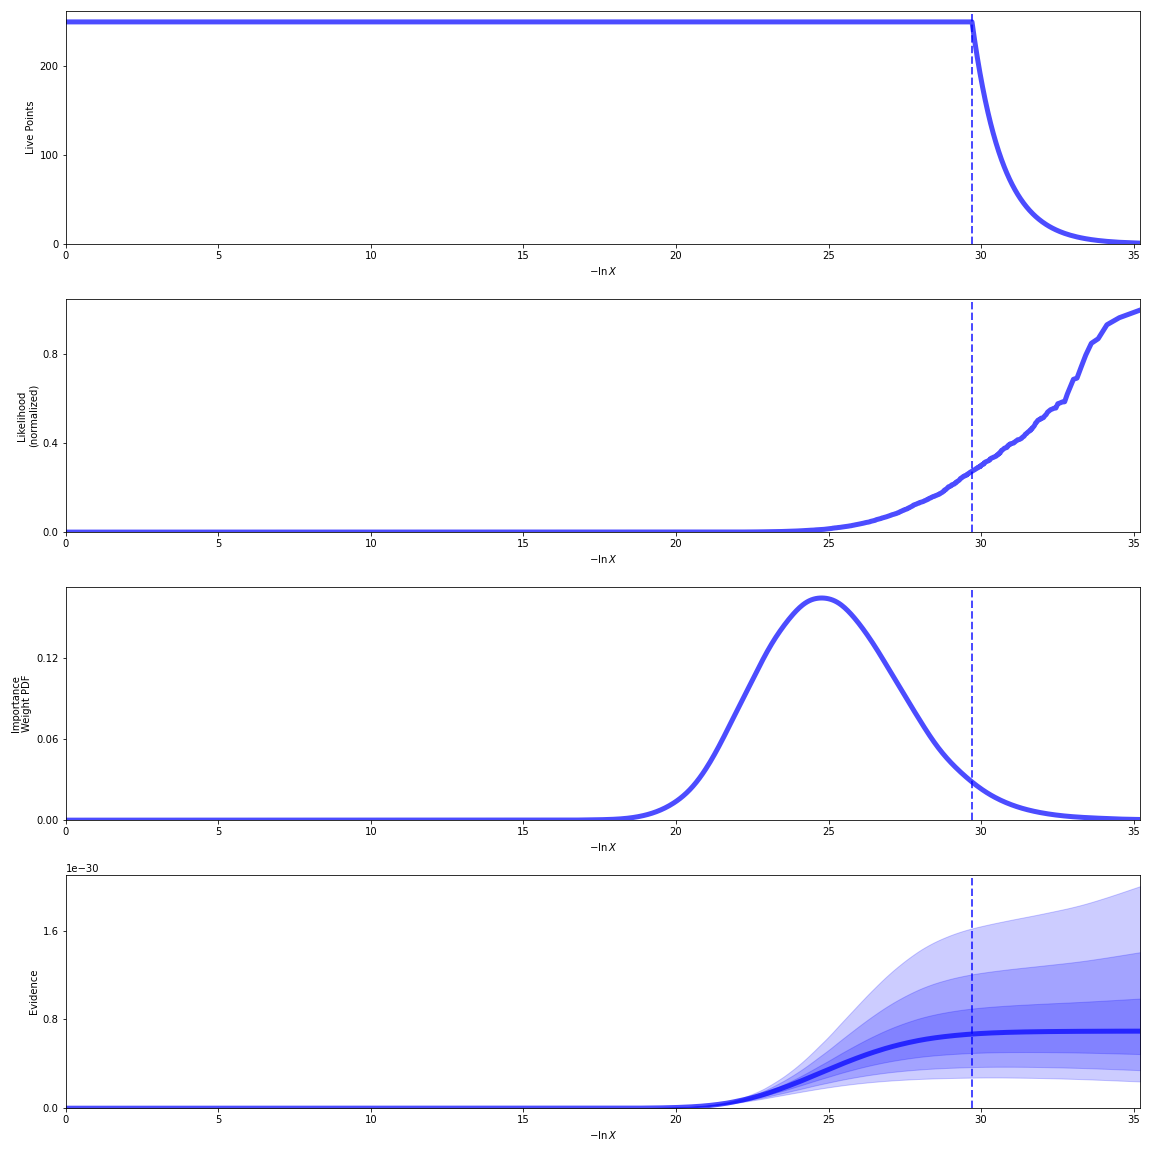 200
100
0
Live Points
0 5 10 15 20 25 30 35
−ln X
0.8
0.4
0.0
Likelihood
(normalized)
0 5 10 15 20 25 30 35
−ln X
0.12
0.06
0.00
Importance
Weight PDF
0 5 10 15 20 25 30 35
−ln X
1e−30
1.6
0.8
0.0
Evidence
0 5 10 15 20 25 30 35
−ln X